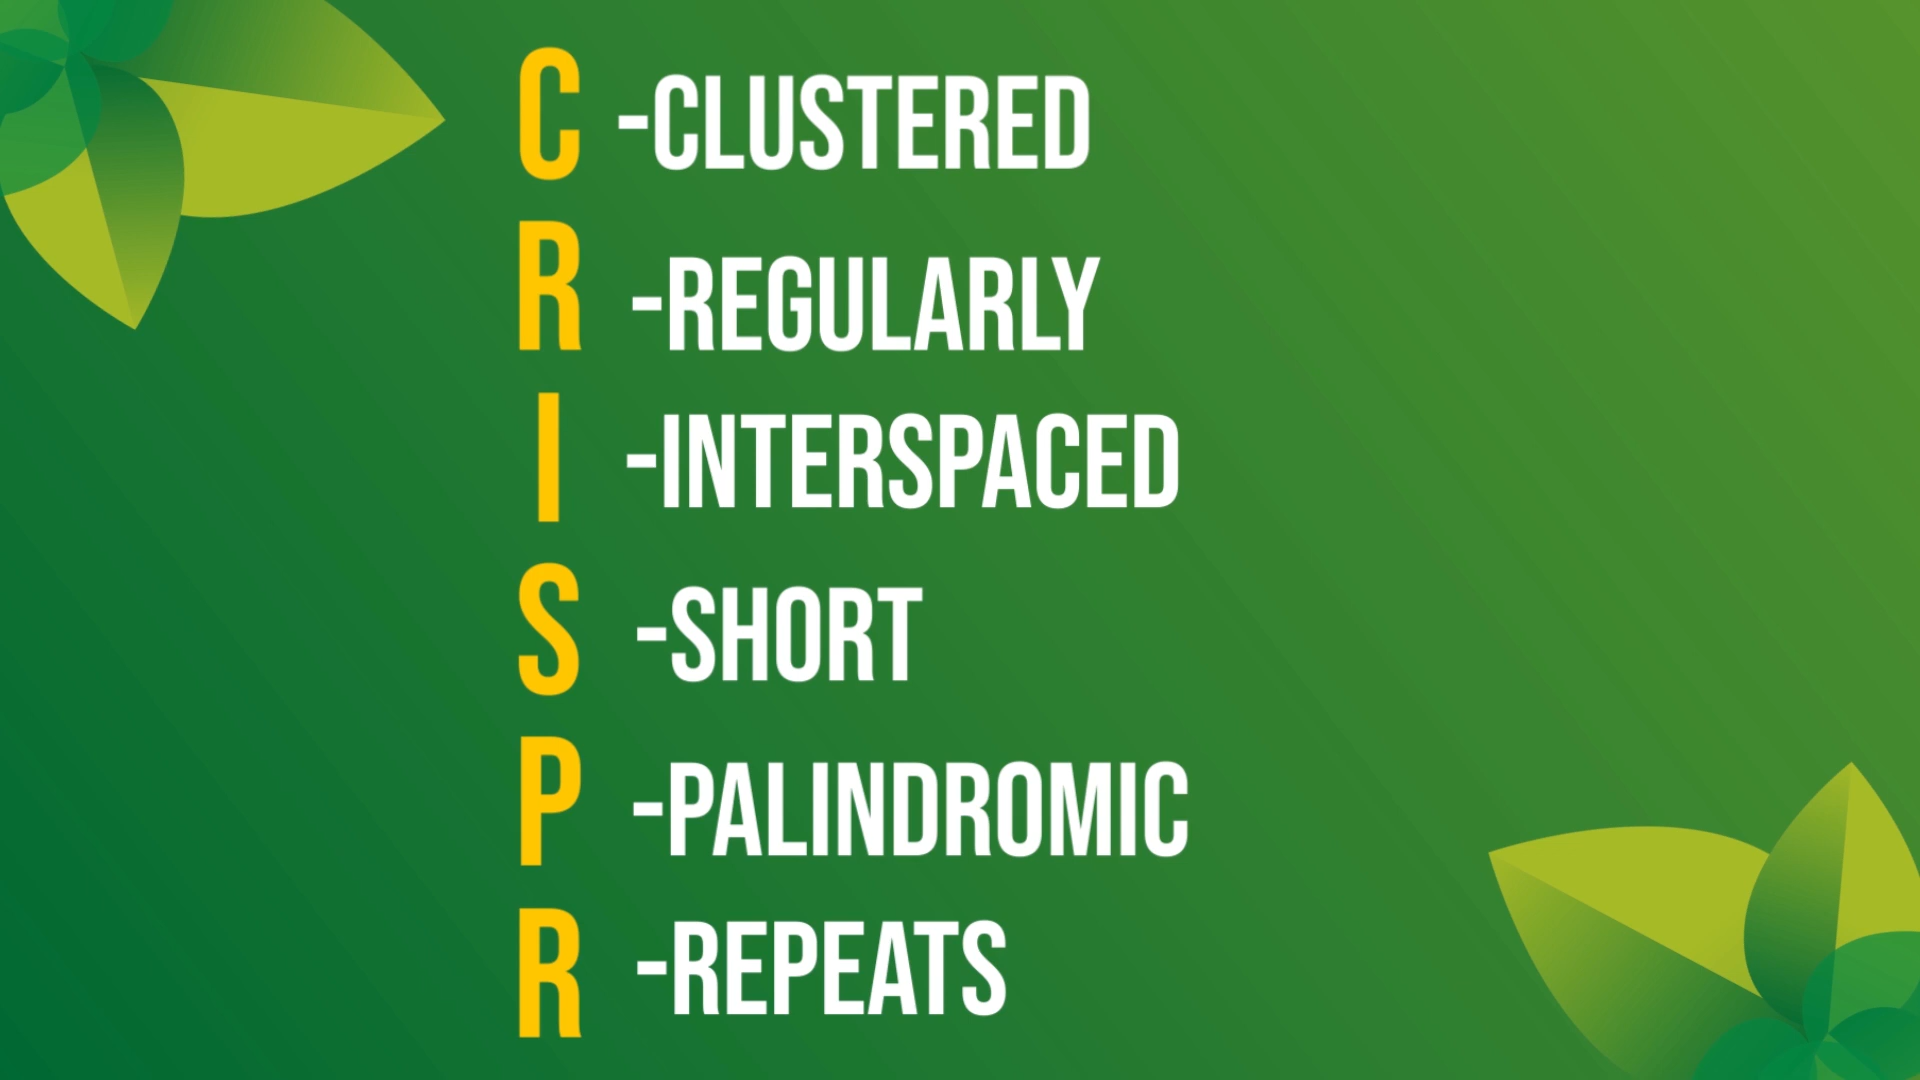 C -CLUSTERED
R -REGULARLY
I -INTERSPACED
S -SHORT
P -PALINDROMIC
R -REPEATS